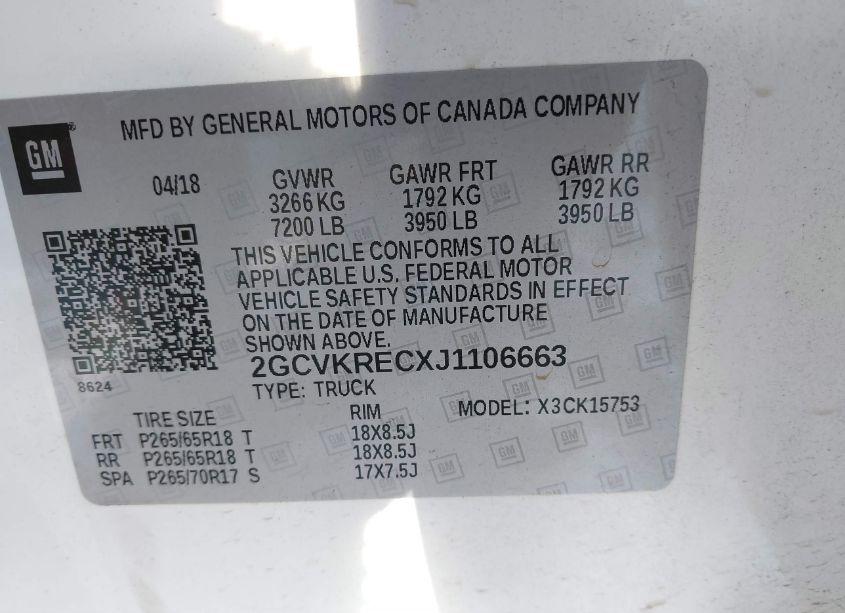 GM
MFD BY GENERAL MOTORS OF CANADA COMPANY
04/18 GVWR GAWR FRT GAWR RR
3266 KG 1792 KG 1792 KG
7200 LB 3950 LB 3950 LB
THIS VEHICLE CONFORMS TO ALL
APPLICABLE U.S. FEDERAL MOTOR
VEHICLE SAFETY STANDARDS IN EFFECT
ON THE DATE OF MANUFACTURE
SHOWN ABOVE.
2GCVKRECXJ1106663
8624
TYPE: TRUCK
TIRE SIZE RIM MODEL: X3CK15753
FRT P265/65R18 T 18X8.5J
RR P265/65R18 T 18X8.5J
SPA P265/70R17 S 17X7.5J